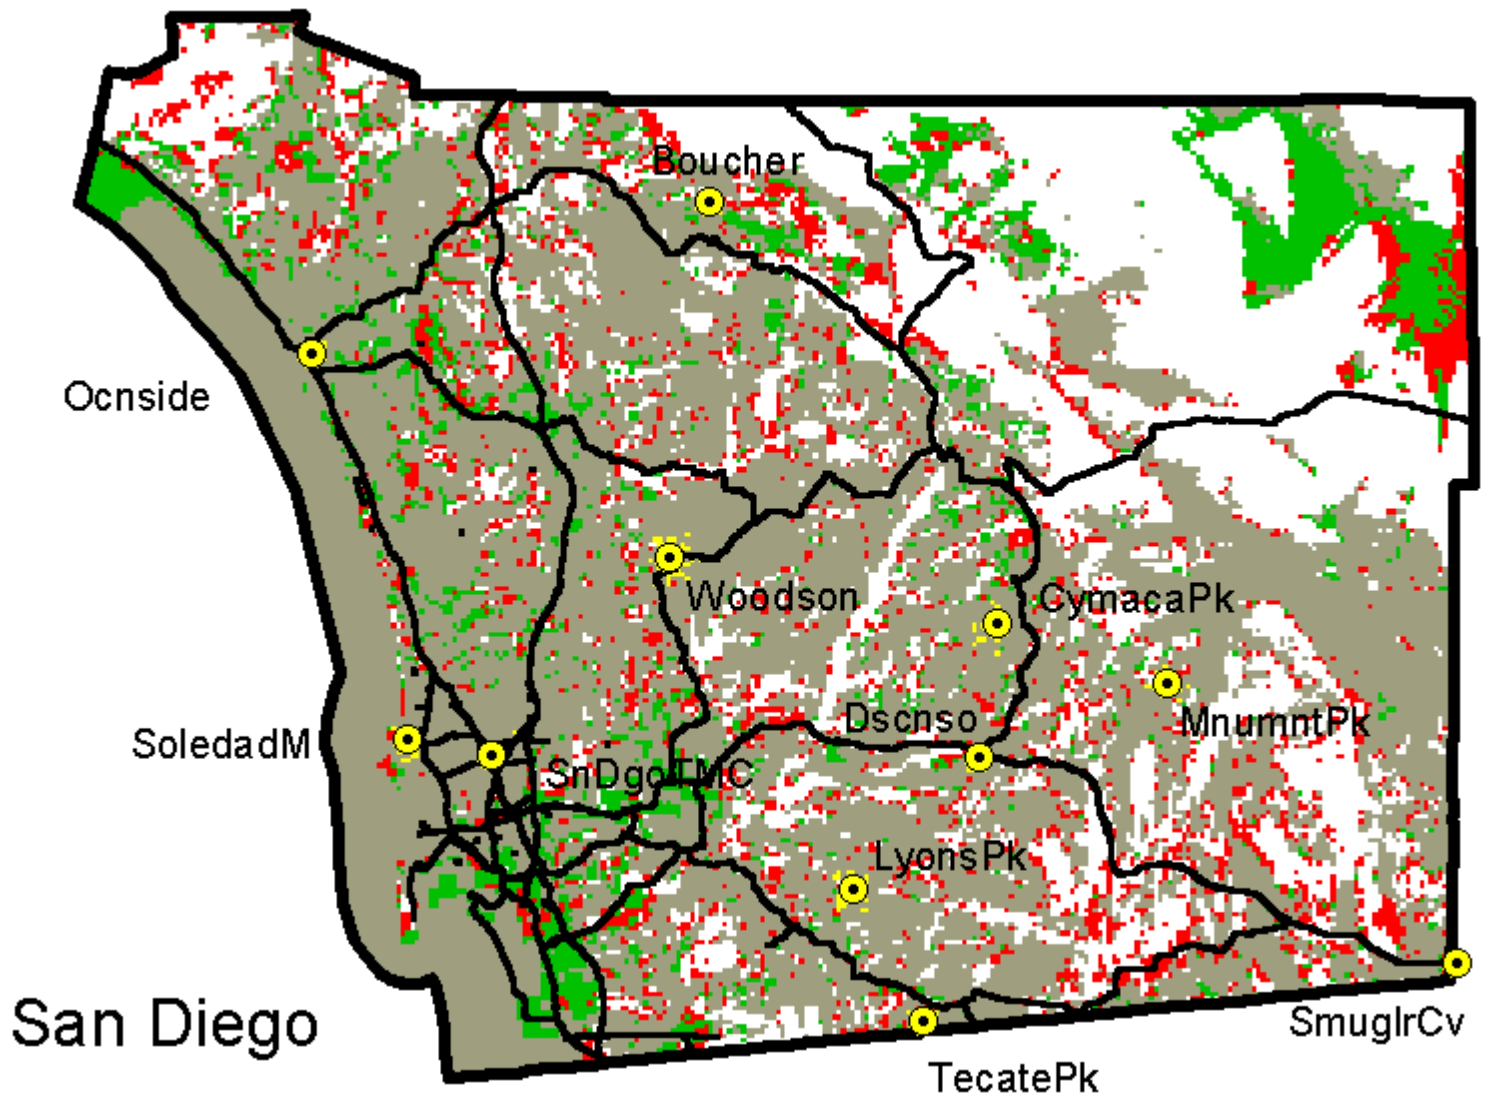 Boucher
Ocnside
Woodson
CymacaPk
Dscnso
MnumntPk
SoledadM
SnDgoTMC
LyonsPk
San Diego
SmuglrCv
TecatePk